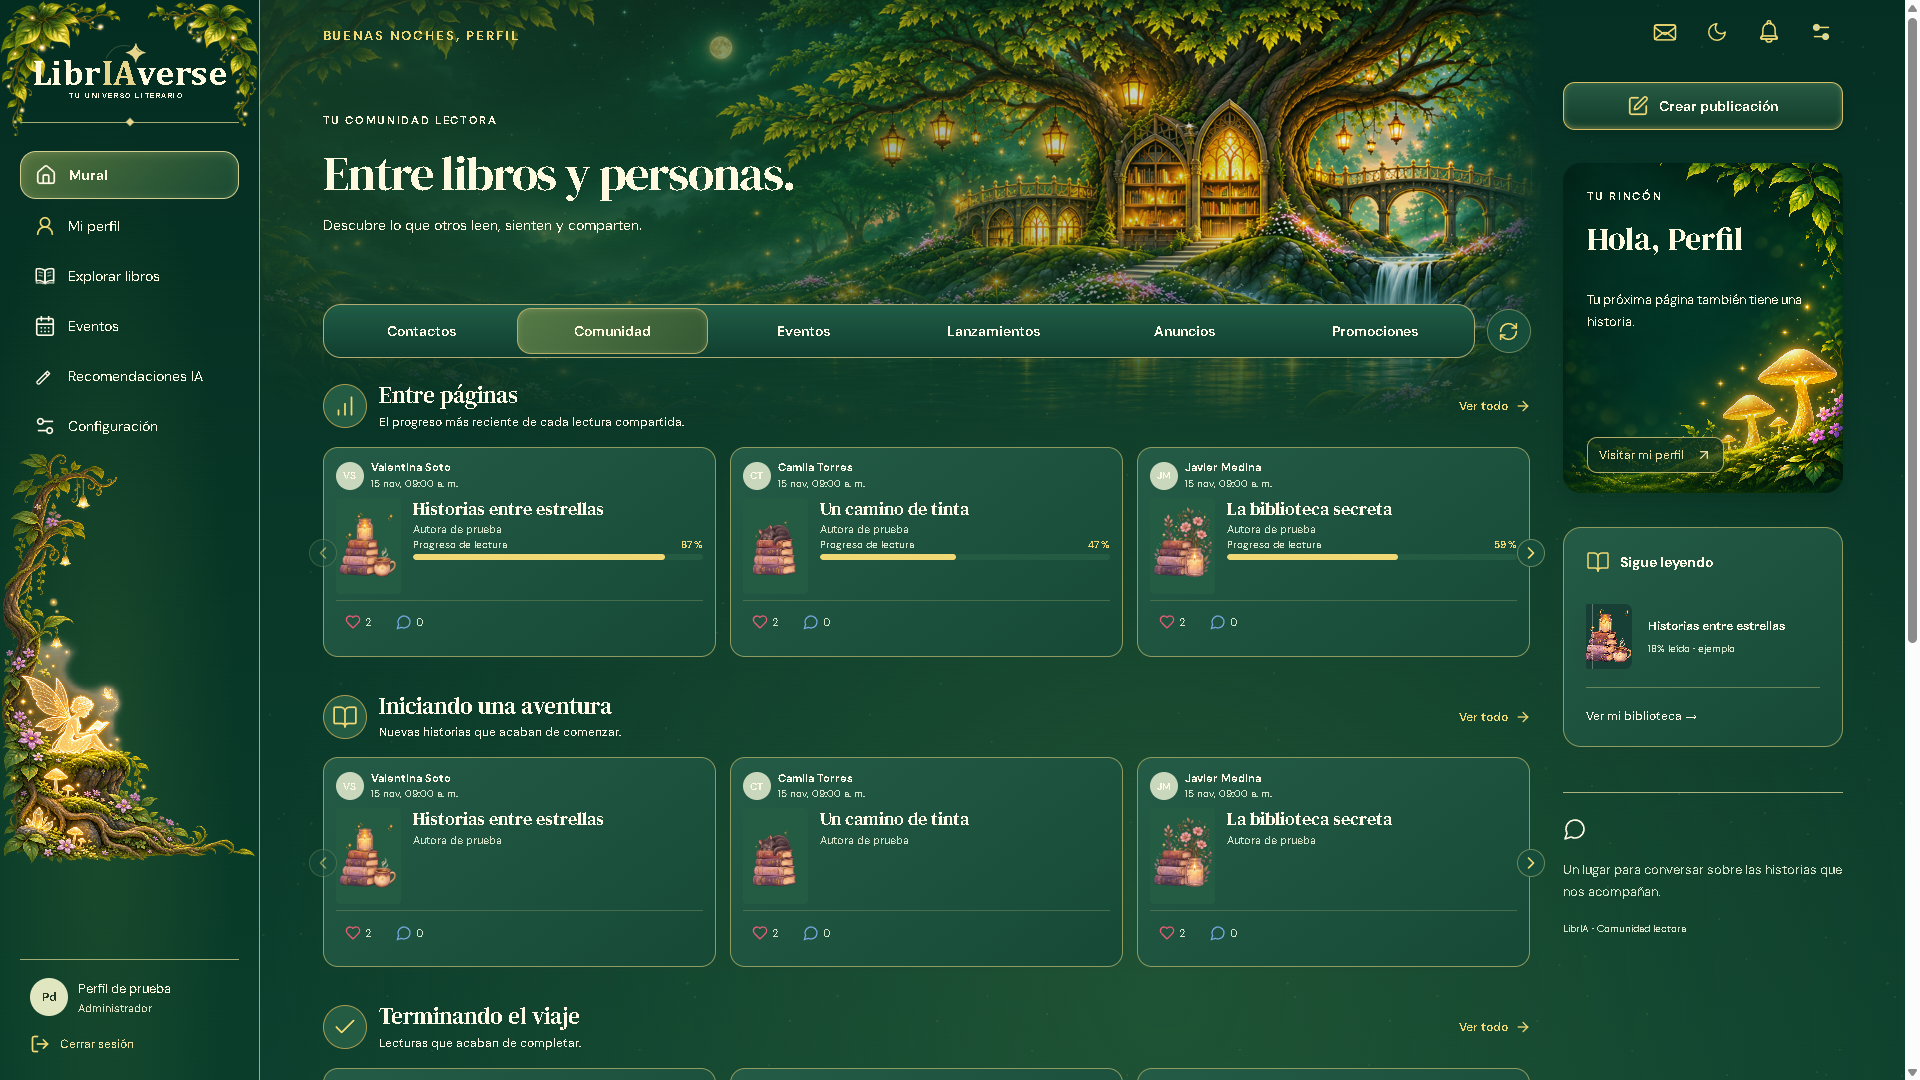 LibrIAverse
TU UNIVERSO LITERARIO
Mural
Mi perfil
Explorar libros
Eventos
Recomendaciones IA
Configuración
Perfil de prueba
Pd
Administrador
Cerrar sesión
BUENAS NOCHES, PERFIL
TU COMUNIDAD LECTORA
Entre libros y personas.
Descubre lo que otros leen, sienten y comparten.
Contactos
Comunidad
Eventos
Lanzamientos
Anuncios
Promociones
Entre páginas
El progreso más reciente de cada lectura compartida.
Ver todo
VS
Valentina Soto
15 nov, 09:00 a. m.
Historias entre estrellas
Autora de prueba
Progreso de lectura 87 %
2 0
CT
Camila Torres
15 nov, 09:00 a. m.
Un camino de tinta
Autora de prueba
Progreso de lectura 47 %
2 0
JM
Javier Medina
15 nov, 09:00 a. m.
La biblioteca secreta
Autora de prueba
Progreso de lectura 59 %
2 0
Iniciando una aventura
Nuevas historias que acaban de comenzar.
Ver todo
VS
Valentina Soto
15 nov, 09:00 a. m.
Historias entre estrellas
Autora de prueba
2 0
CT
Camila Torres
15 nov, 09:00 a. m.
Un camino de tinta
Autora de prueba
2 0
JM
Javier Medina
15 nov, 09:00 a. m.
La biblioteca secreta
Autora de prueba
2 0
Terminando el viaje
Lecturas que acaban de completar.
Ver todo
Crear publicación
TU RINCÓN
Hola, Perfil
Tu próxima página también tiene una
historia.
Visitar mi perfil
Sigue leyendo
Historias entre estrellas
18% leído · ejemplo
Ver mi biblioteca →
Un lugar para conversar sobre las historias que
nos acompañan.
LibrIA · Comunidad lectora